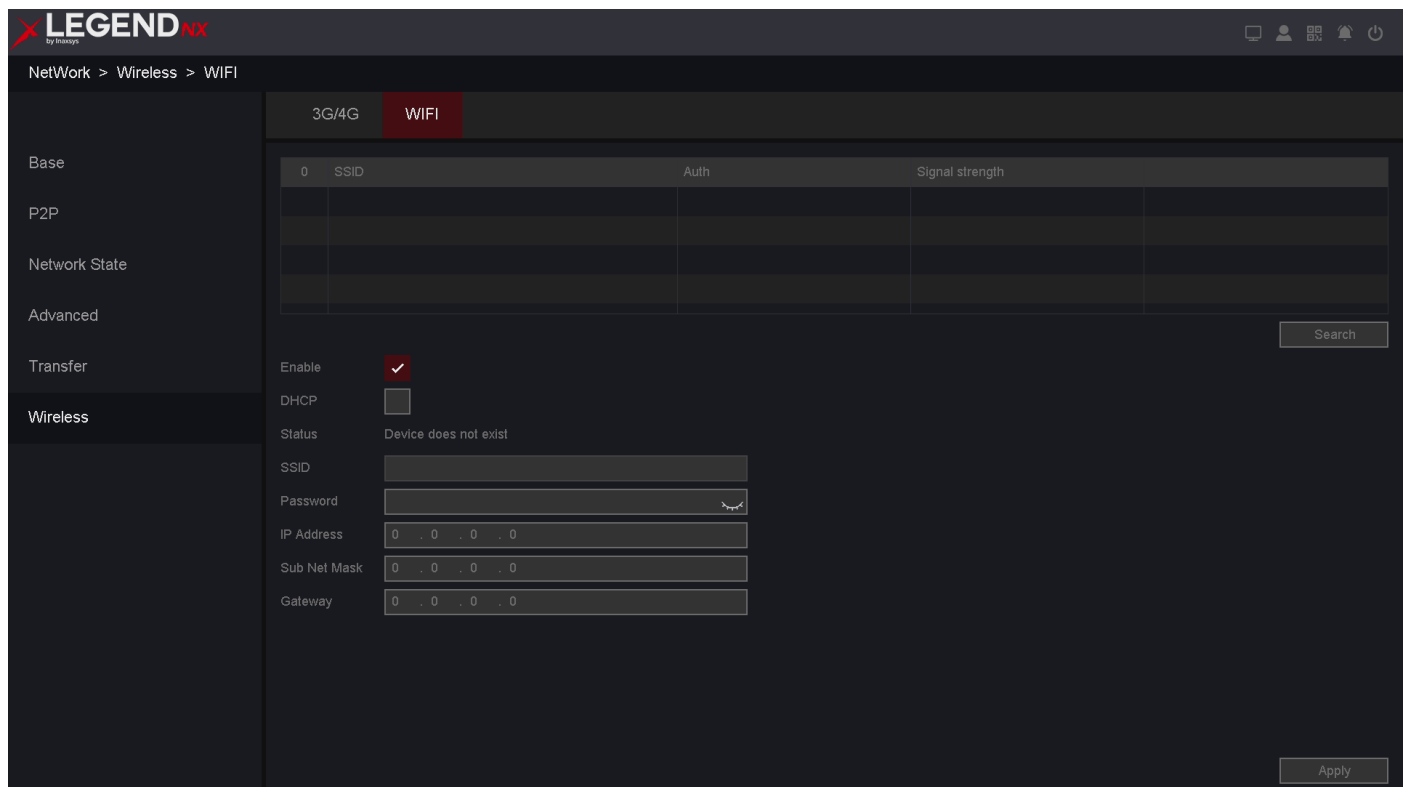 LEGENDNX
by Inaxsys
NetWork > Wireless > WIFI
3G/4G WIFI
Base
P2P
Network State
Advanced
Transfer
Wireless
0 SSID Auth Signal strength
Search
Enable
DHCP
Status Device does not exist
SSID
Password
IP Address 0 . 0 . 0 . 0
Sub Net Mask 0 . 0 . 0 . 0
Gateway 0 . 0 . 0 . 0
Apply